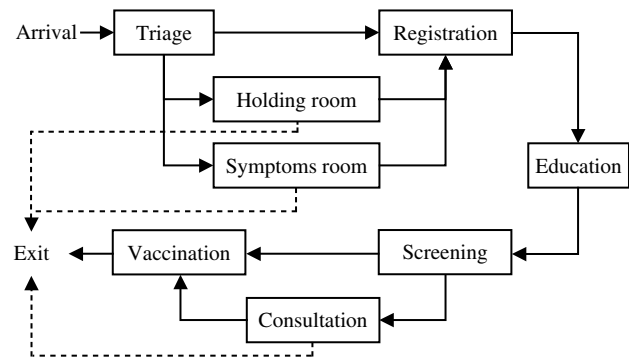 Arrival
Triage
Registration
Holding room
Symptoms room
Education
Exit
Vaccination
Screening
Consultation